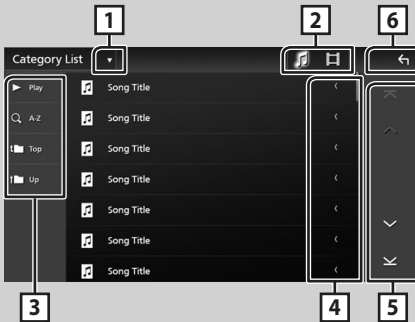 1 2 6
Category List
Play Song Title
A-Z Song Title
Top Song Title
Up Song Title
Song Title
Song Title
Song Title
3 4 5